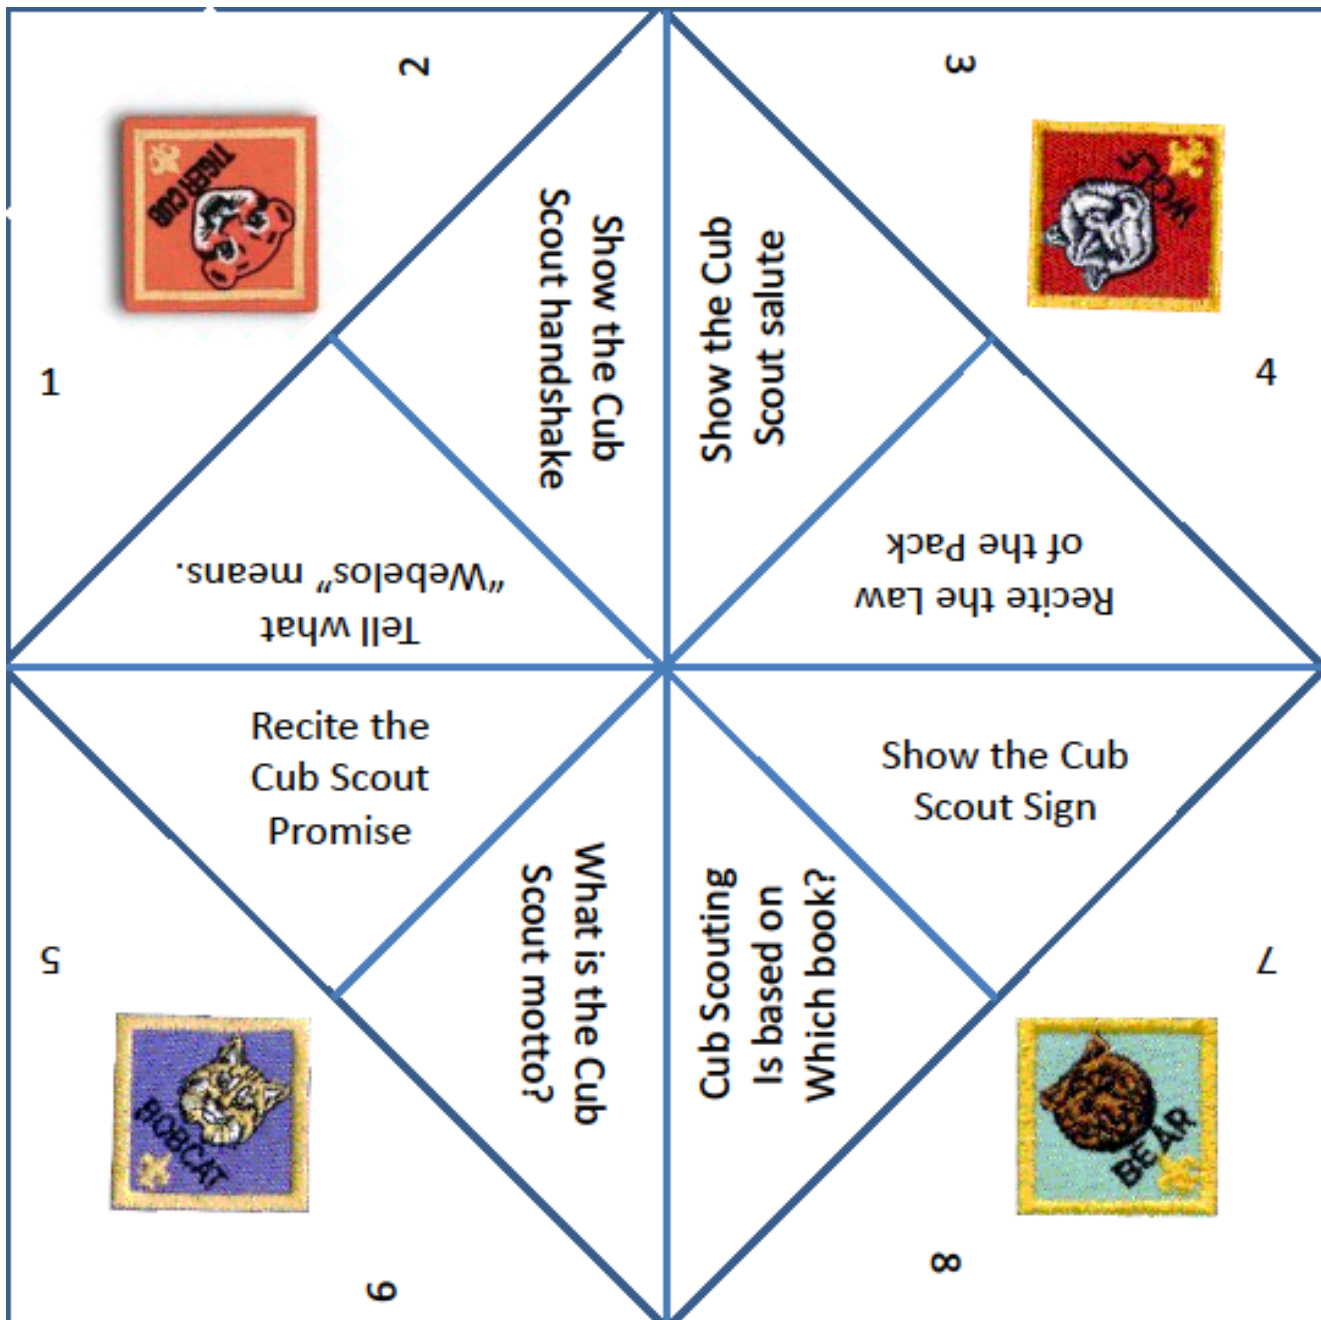 2
3
TIGER CUB
WOLF
1
4
Show the Cub
Scout handshake
Show the Cub
Scout salute
Tell what
"Webelos" means.
Recite the Law
of the Pack
Recite the
Cub Scout
Promise
Show the Cub
Scout Sign
What is the Cub
Scout motto?
Cub Scouting
Is based on
Which book?
5
7
BOBCAT
BEAR
6
8